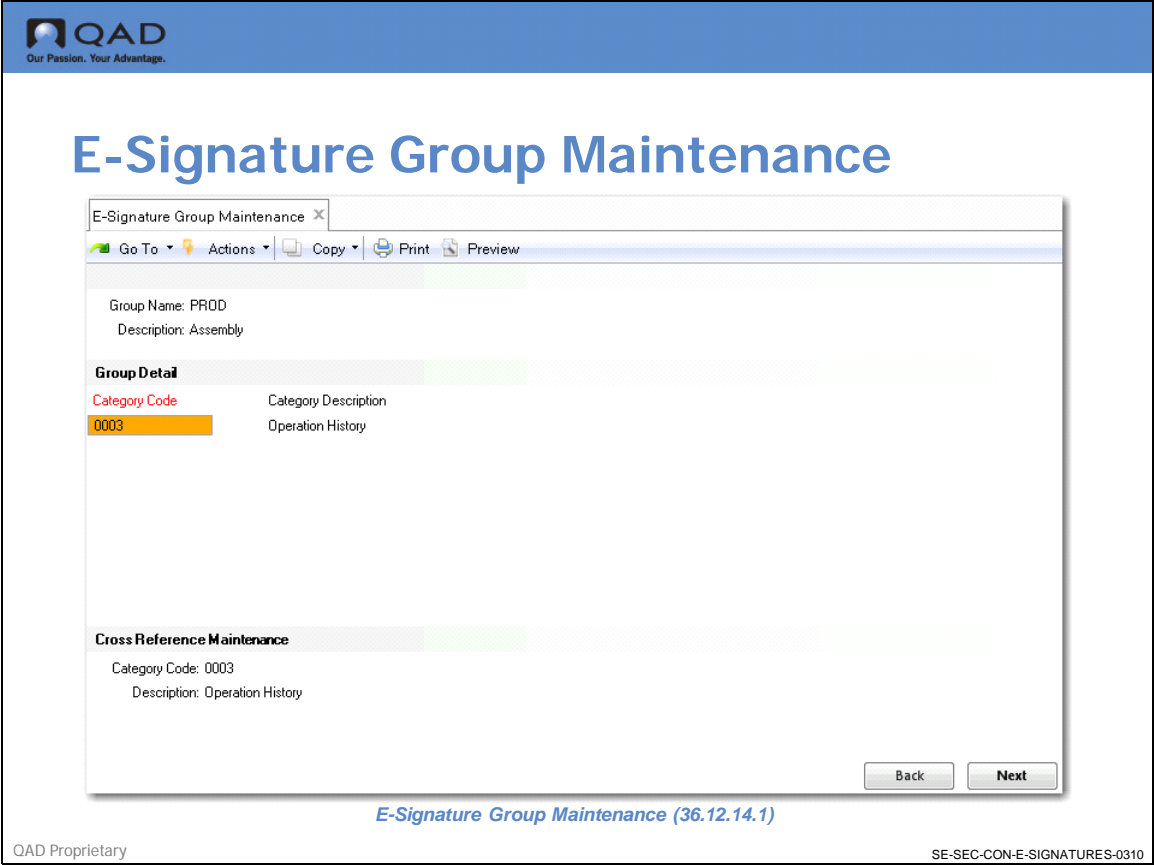 QAD
Our Passion. Your Advantage.
E-Signature Group Maintenance
E-Signature Group Maintenance
Go To Actions Copy Print Preview
Group Name: PROD
Description: Assembly
Group Detail
Category Code Category Description
0003 Operation History
Cross Reference Maintenance
Category Code: 0003
Description: Operation History
Back Next
E-Signature Group Maintenance (36.12.14.1)
QAD Proprietary SE-SEC-CON-E-SIGNATURES-0310